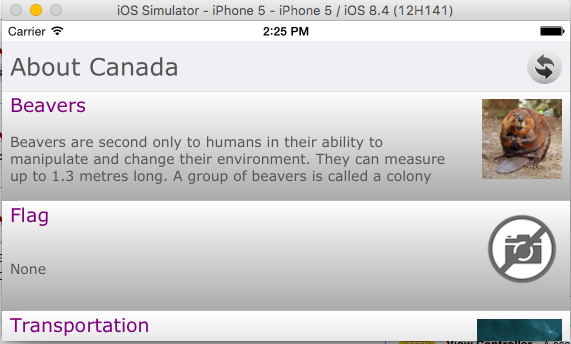 iOS Simulator - iPhone 5 - iPhone 5 / iOS 8.4 (12H141)
Carrier 2:25 PM
About Canada
Beavers
Beavers are second only to humans in their ability to
manipulate and change their environment. They can measure
up to 1.3 metres long. A group of beavers is called a colony
Flag
None
Transportation